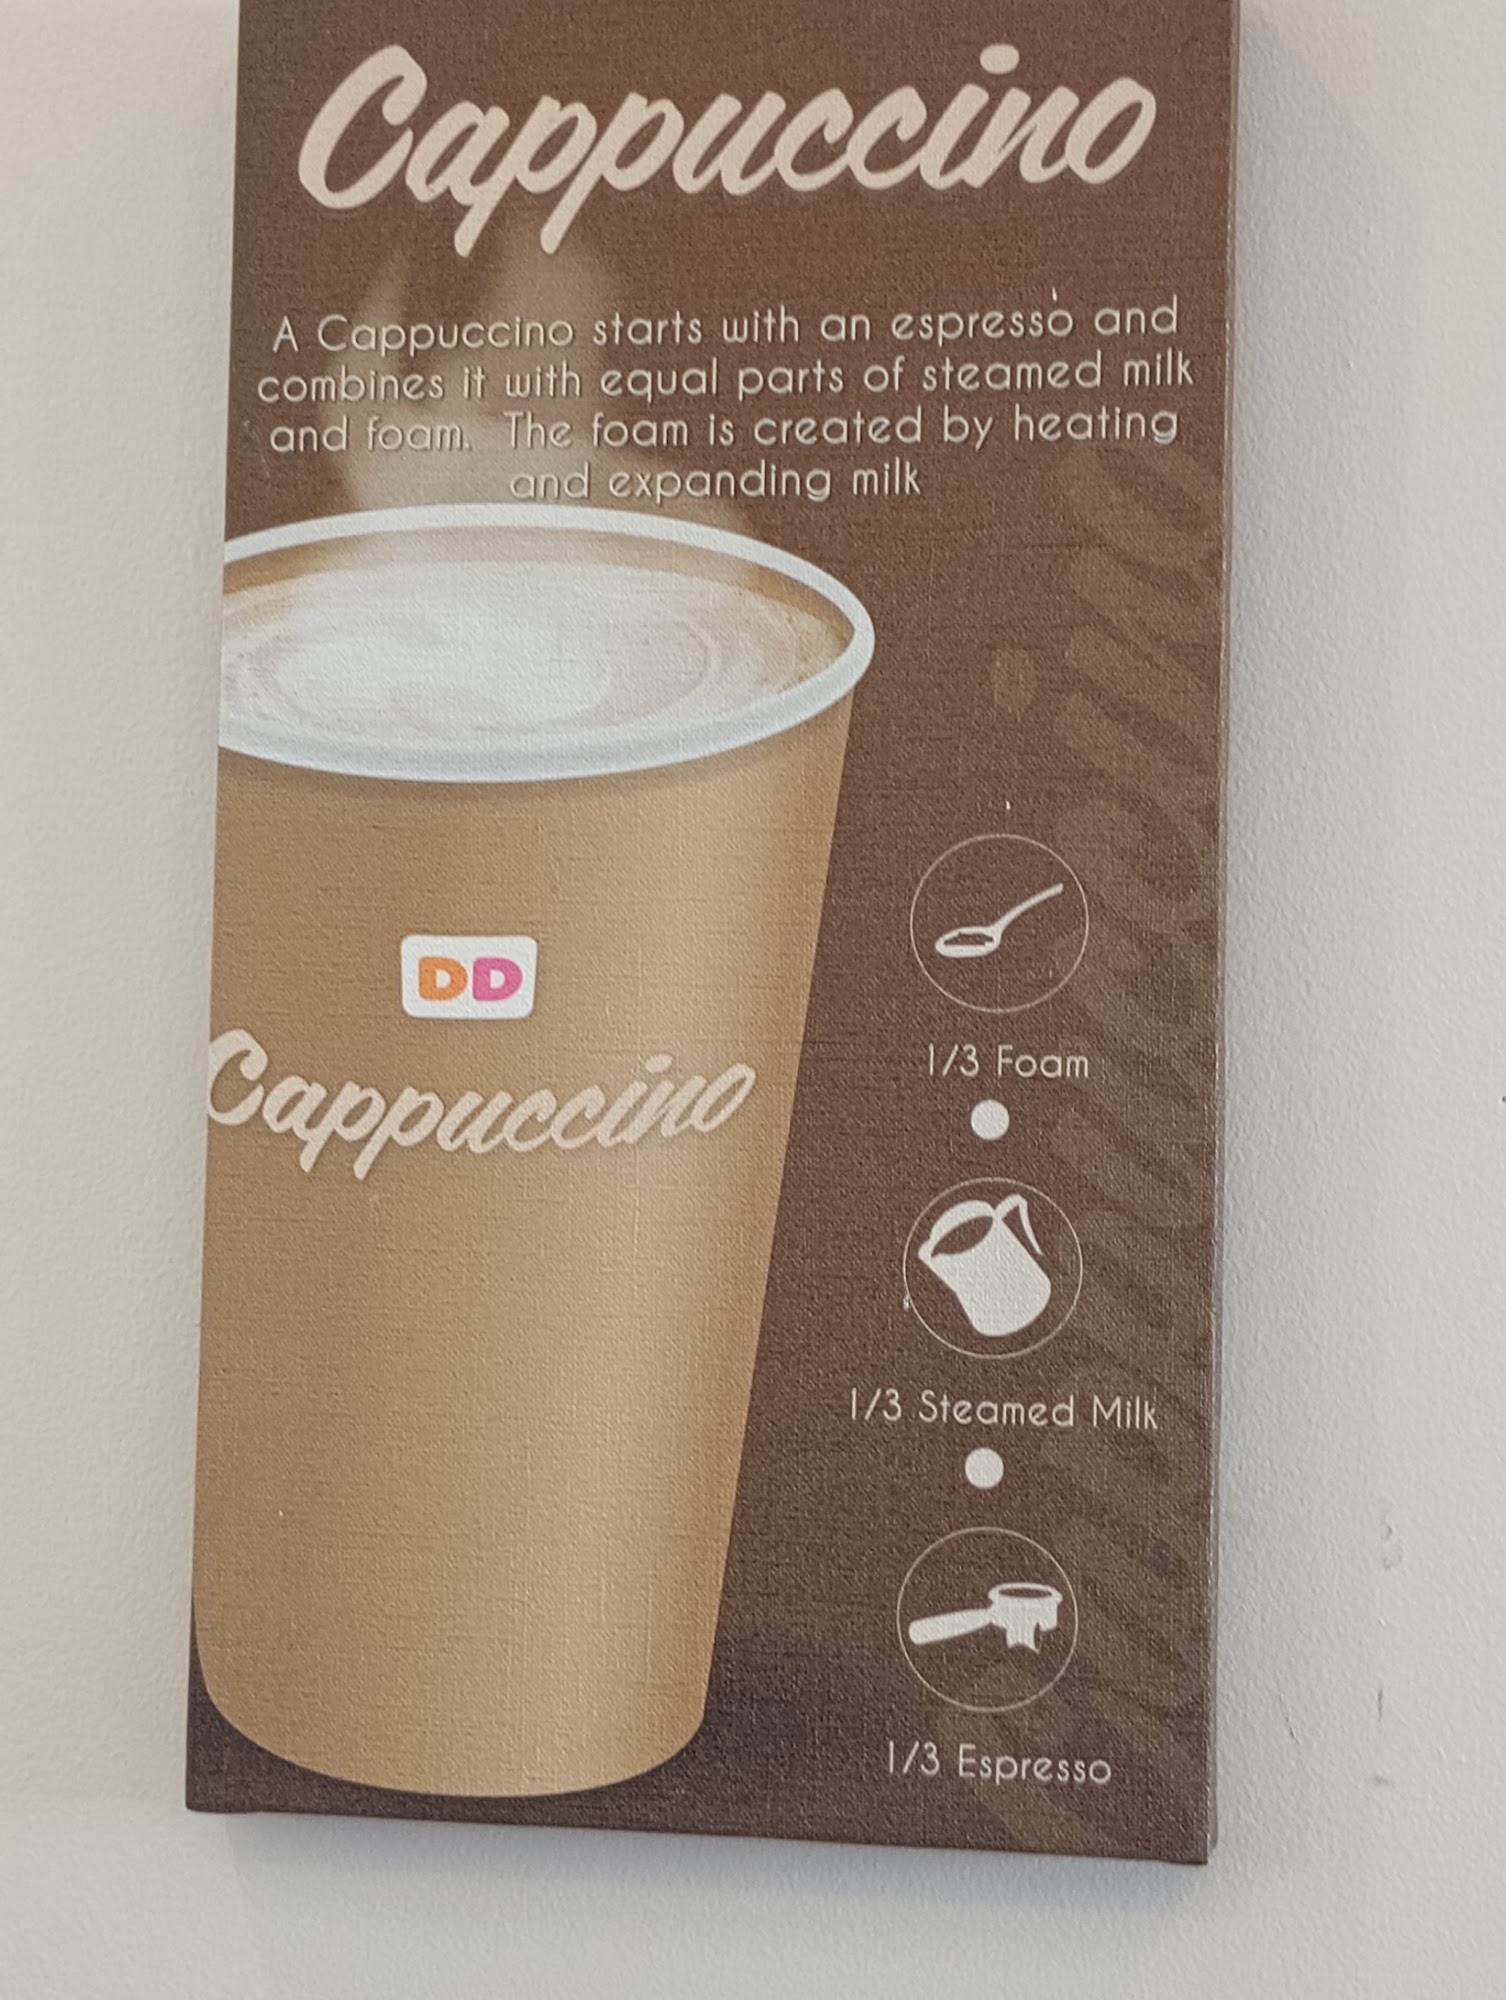 Cappuccino
A Cappuccino starts with an espresso and
combines it with equal parts of steamed milk
and foam. The foam is created by heating
and expanding milk
DD
Cappuccino
1/3 Foam
1/3 Steamed Milk
1/3 Espresso